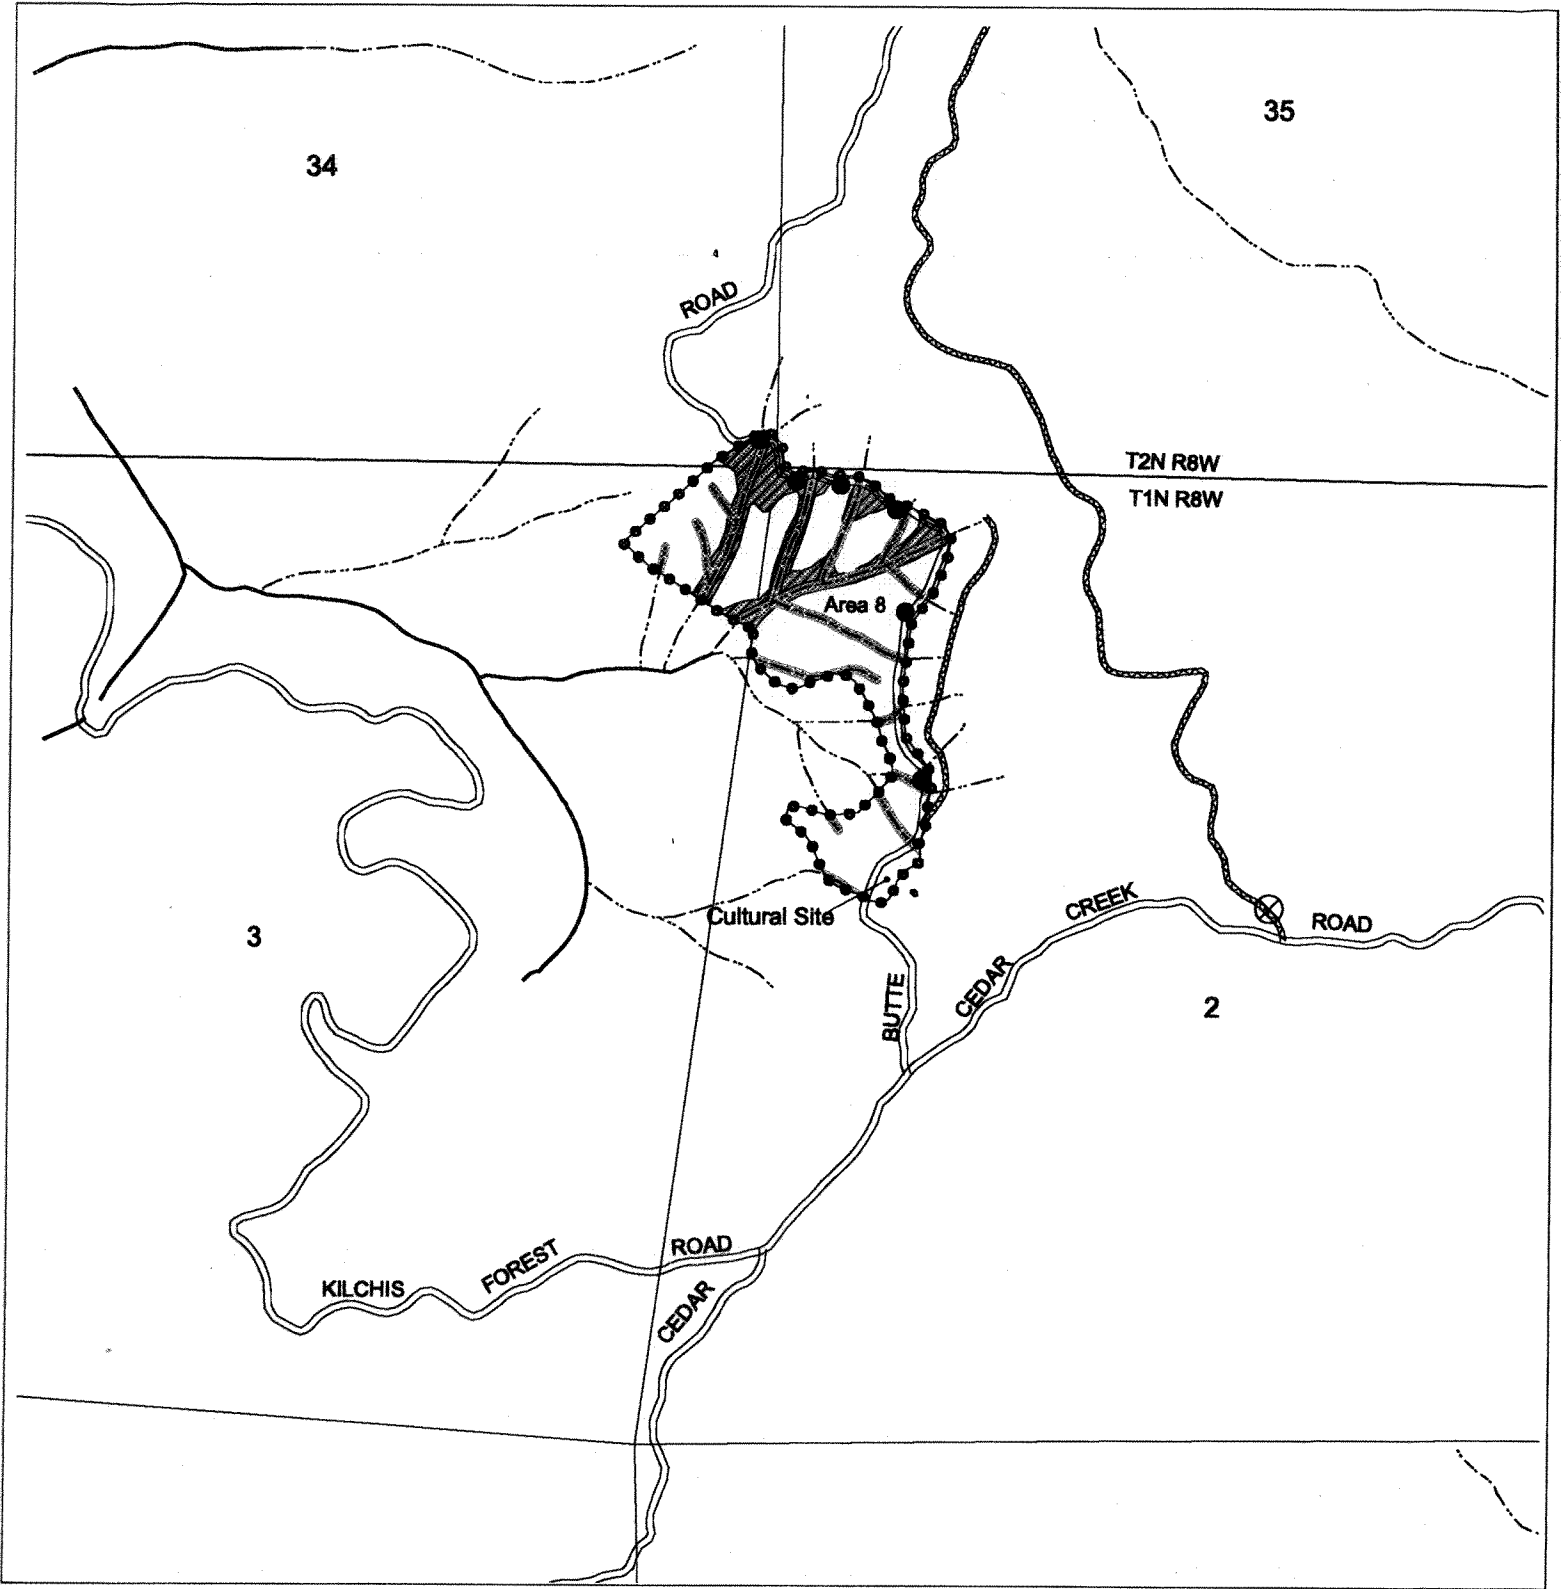 35
34
ROAD
T2N R8W
T1N R8W
Area 8
CREEK
Cultural Site
ROAD
3
CEDAR
BUTTE
2
ROAD
FOREST
KILCHIS
CEDAR